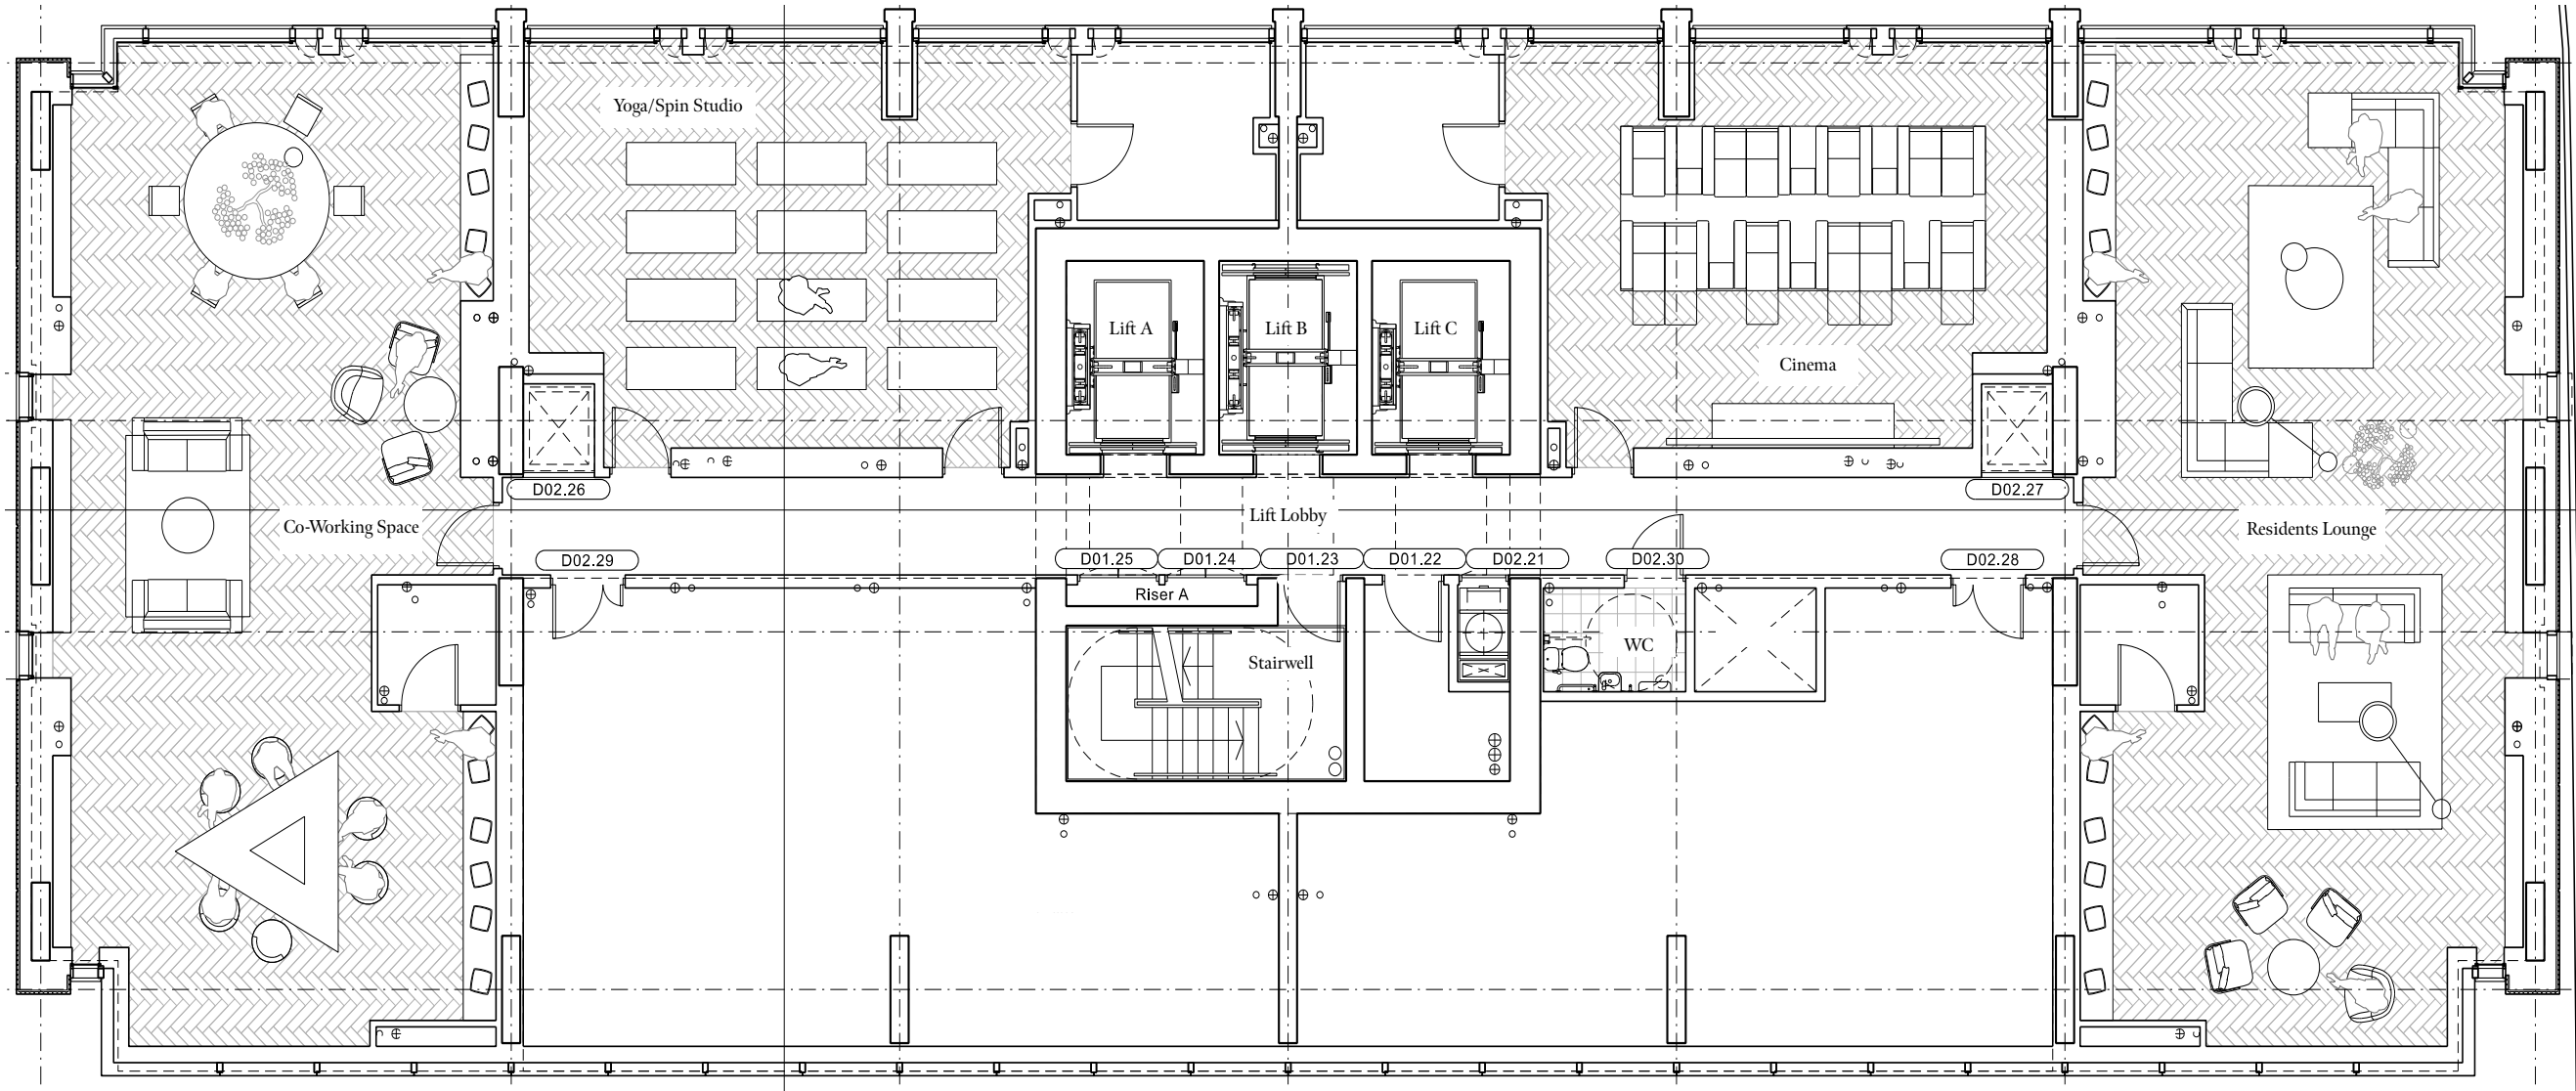 Yoga/Spin Studio
Lift A
Lift B
Lift C
Cinema
D02.26
D02.27
Co-Working Space
Lift Lobby
Residents Lounge
D02.29
D01.25
D01.24
D01.23
D01.22
D02.21
D02.30
D02.28
Riser A
Stairwell
WC